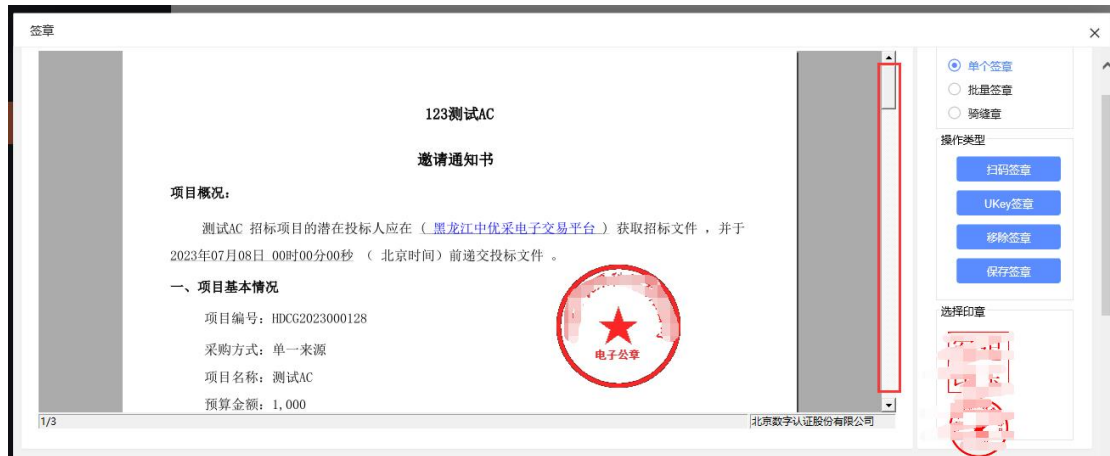 签章
123测试AC
邀请通知书
项目概况：
测试AC 招标项目的潜在投标人应在 （ 黑龙江中优采电子交易平台 ）获取招标文件 ，并于
2023年07月08日 00时00分00秒 （ 北京时间）前递交投标文件 。
一、项目基本情况
项目编号：HDCG2023000128
采购方式：单一来源
项目名称：测试AC
预算金额：1,000
电子公章
1/3
北京数字认证股份有限公司
单个签章
批量签章
骑缝章
操作类型
扫码签章
UKey签章
移除签章
保存签章
选择印章